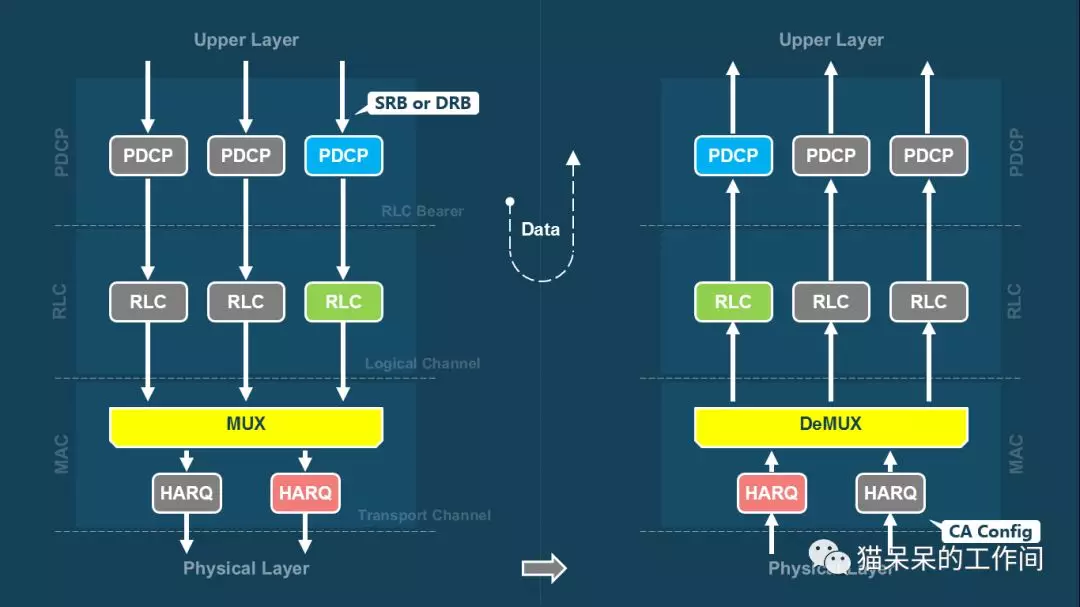 Upper Layer
SRB or DRB
PDCP
PDCP PDCP PDCP
RLC Bearer
RLC
RLC RLC RLC
Logical Channel
MAC
MUX
HARQ HARQ
Transport Channel
Physical Layer
Data
Upper Layer
PDCP PDCP PDCP
PDCP
RLC RLC RLC
RLC
DeMUX
MAC
HARQ HARQ
CA Config
Physical Layer
猫呆呆的工作间